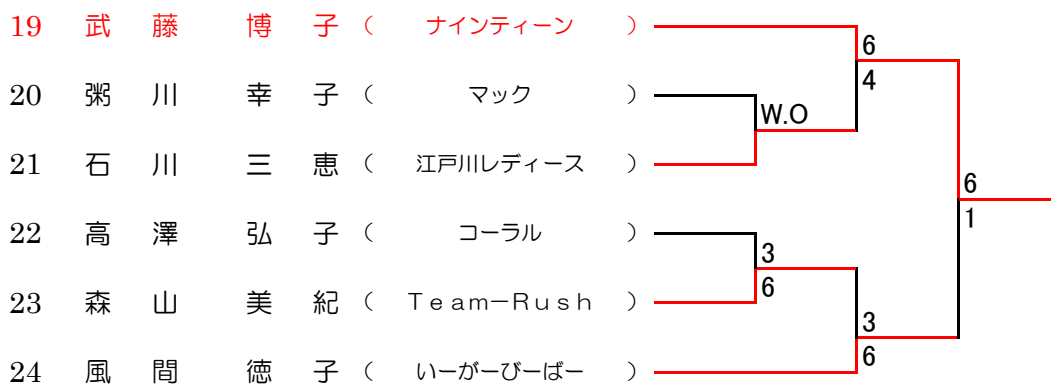 19 武藤 博子 ( ナインティーン )
6
20 粥川 幸子 ( マック )
4
W.O
21 石川 三恵 ( 江戸川レディース )
6
1
22 高澤 弘子 ( コーラル )
3
6
23 森山 美紀 ( Ｔｅａｍ－Ｒｕｓｈ )
3
6
24 風間 徳子 ( いーがーびーばー )